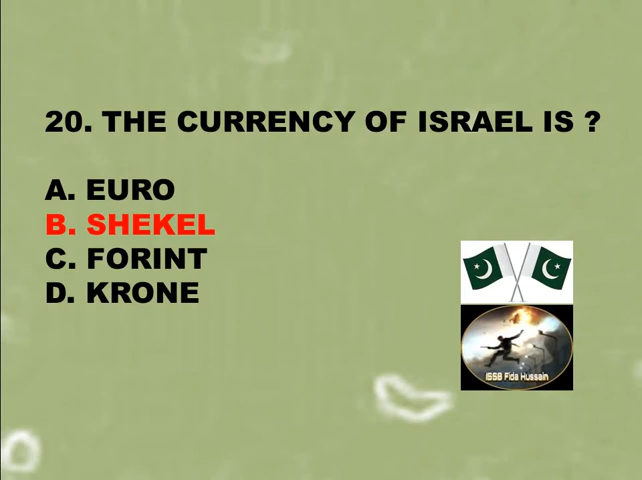 20. THE CURRENCY OF ISRAEL IS ?
A. EURO
B. SHEKEL
C. FORINT
D. KRONE
ISSB Fida Hussain